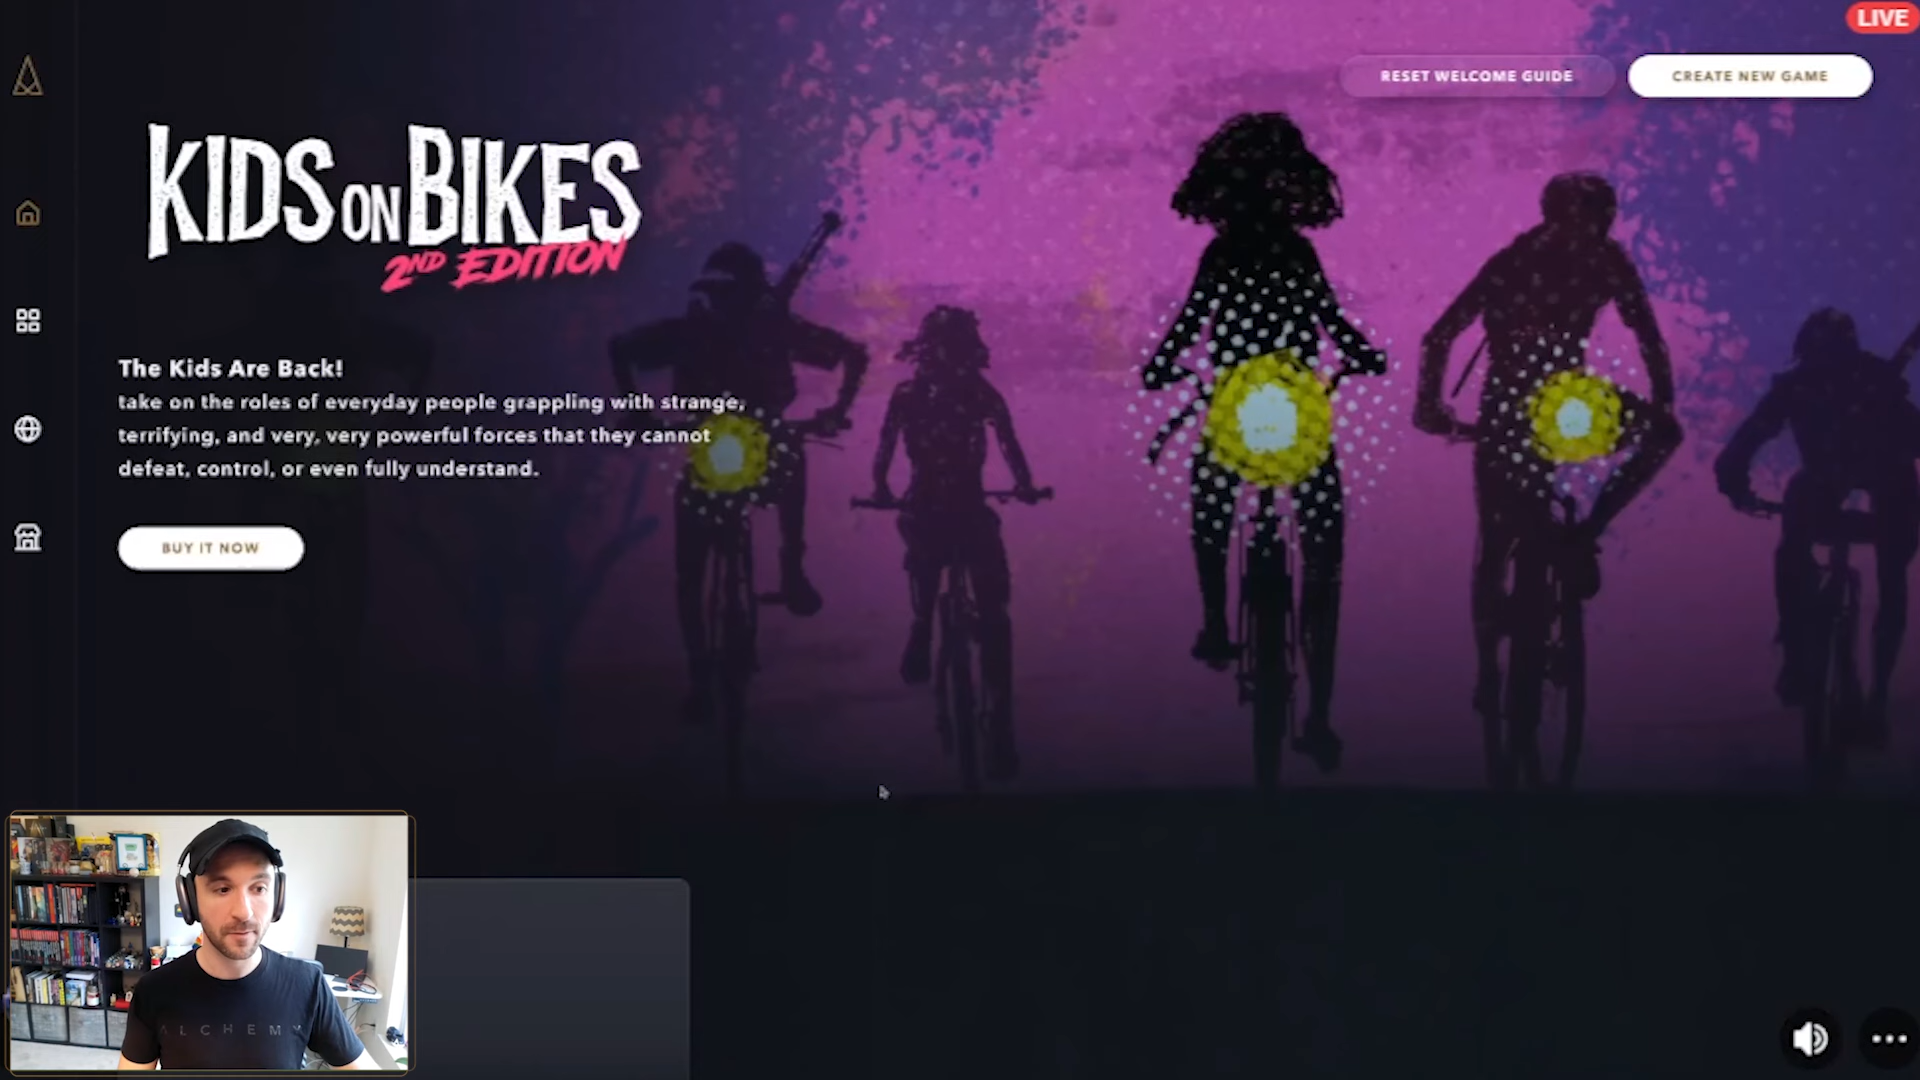 LIVE
RESET WELCOME GUIDE
CREATE NEW GAME
KIDS ON BIKES
2ND EDITION
The Kids Are Back!
take on the roles of everyday people grappling with strange,
terrifying, and very, very powerful forces that they cannot
defeat, control, or even fully understand.
BUY IT NOW
ALCHEMY